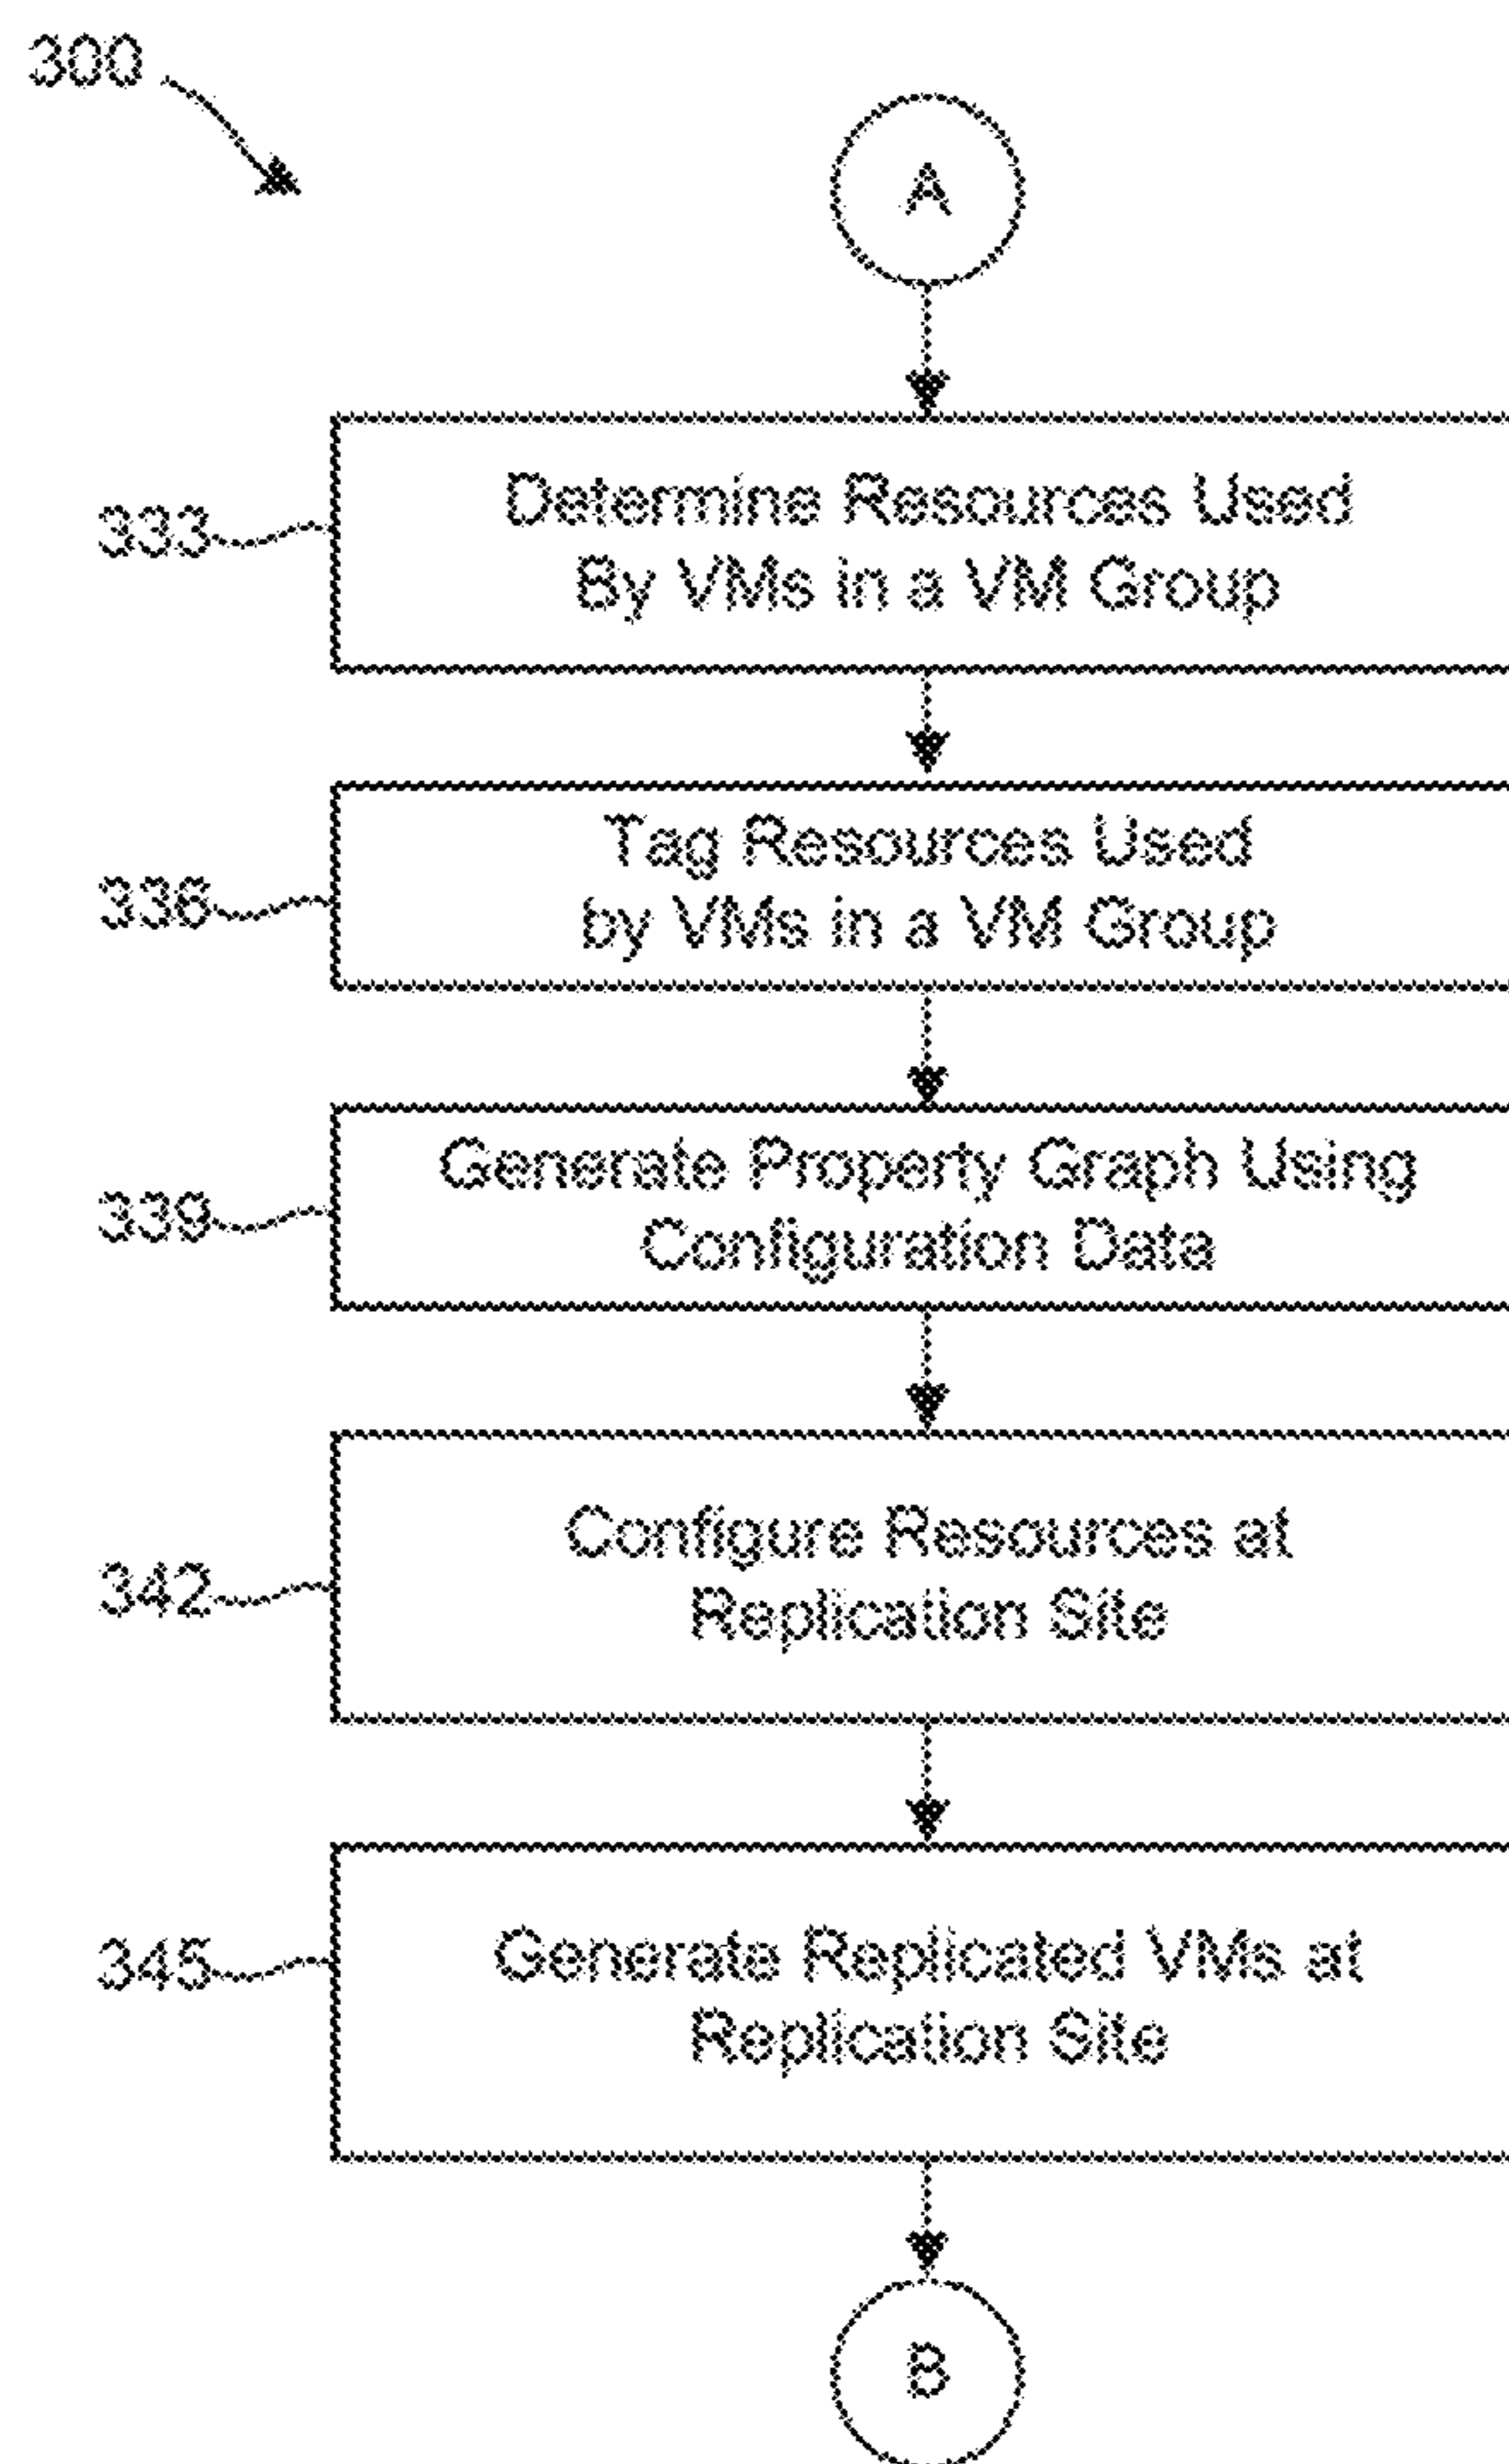 300
A
333
Determine Resources Used
By VMs in a VM Group
336
Tag Resources Used
by VMs in a VM Group
339
Generate Property Graph Using
Configuration Data
342
Configure Resources at
Replication Site
345
Generate Replicated VMs at
Replication Site
B